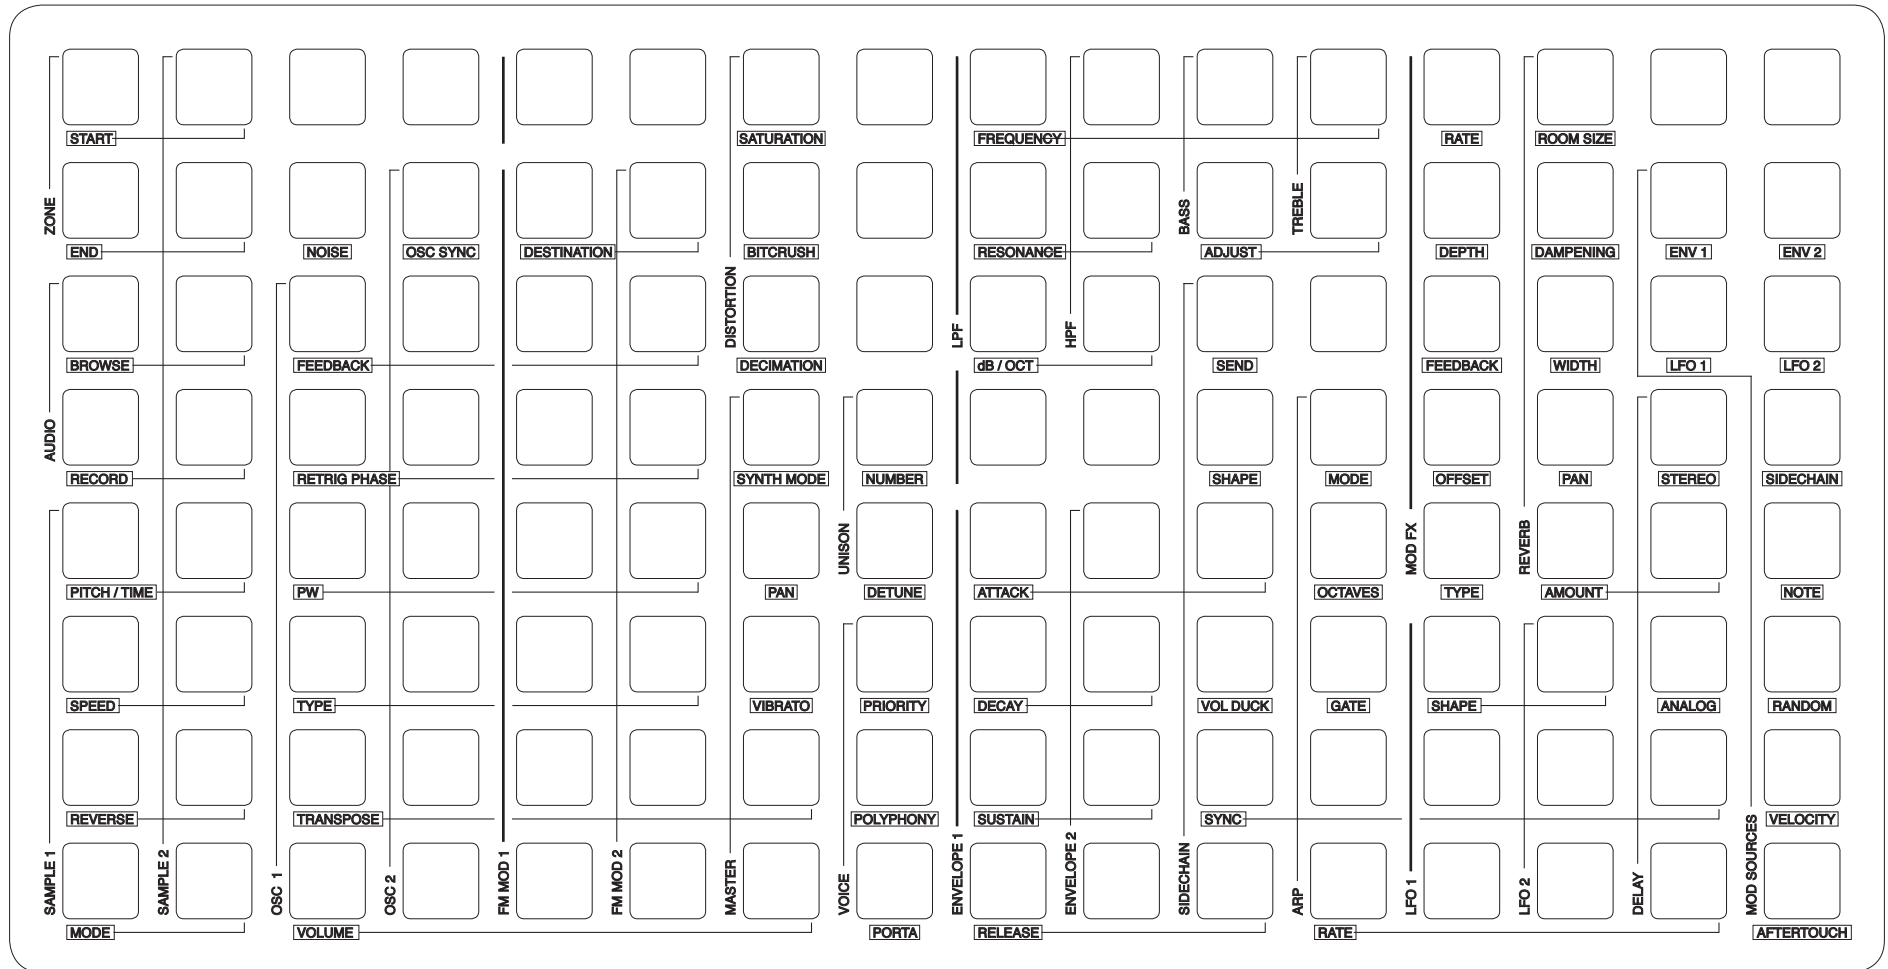 START
SATURATION
FREQUENCY
RATE
ROOM SIZE
ZONE
BASS
TREBLE
END
NOISE
OSC SYNC
DESTINATION
BITCRUSH
RESONANCE
ADJUST
DEPTH
DAMPENING
ENV 1
ENV 2
DISTORTION
LPF
HPF
BROWSE
FEEDBACK
DECIMATION
dB / OCT
SEND
FEEDBACK
WIDTH
LFO 1
LFO 2
AUDIO
RECORD
RETRIG PHASE
SYNTH MODE
NUMBER
SHAPE
MODE
OFFSET
PAN
STEREO
SIDECHAIN
UNISON
MOD FX
REVERB
PITCH / TIME
PW
PAN
DETUNE
ATTACK
OCTAVES
TYPE
AMOUNT
NOTE
SPEED
TYPE
VIBRATO
PRIORITY
DECAY
VOL DUCK
GATE
SHAPE
ANALOG
RANDOM
REVERSE
TRANSPOSE
POLYPHONY
SUSTAIN
SYNC
VELOCITY
SAMPLE 1
SAMPLE 2
OSC 1
OSC 2
FM MOD 1
FM MOD 2
MASTER
VOICE
ENVELOPE 1
ENVELOPE 2
SIDECHAIN
ARP
LFO 1
LFO 2
DELAY
MOD SOURCES
MODE
VOLUME
PORTA
RELEASE
RATE
AFTERTOUCH